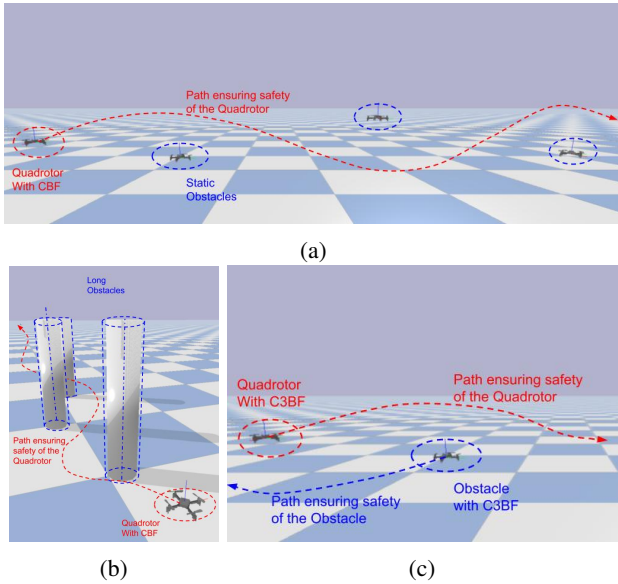 Path ensuring safety
of the Quadrotor
Quadrotor
With CBF
Static
Obstacles
(a)
Long
Obstacles
Path ensuring
safety of the
Quadrotor
Quadrotor
With CBF
(b)
Quadrotor
With C3BF
Path ensuring safety
of the Quadrotor
Path ensuring safety
of the Obstacle
Obstacle
with C3BF
(c)